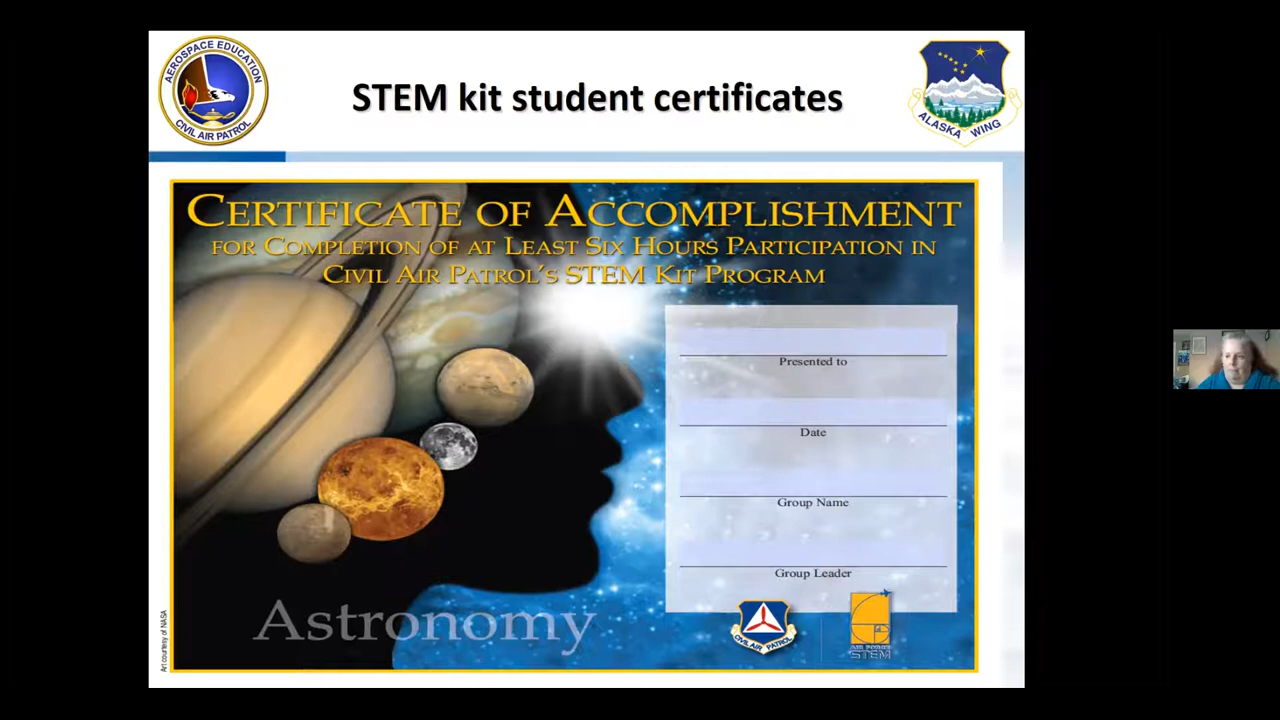 AEROSPACE EDUCATION
CIVIL AIR PATROL
STEM kit student certificates
ALASKA WING
CERTIFICATE OF ACCOMPLISHMENT
FOR COMPLETION OF AT LEAST SIX HOURS PARTICIPATION IN
CIVIL AIR PATROL'S STEM KIT PROGRAM
Presented to
Date
Group Name
Group Leader
Astronomy
CIVIL AIR PATROL
AIR FORCE
STEM
Art courtesy of NASA